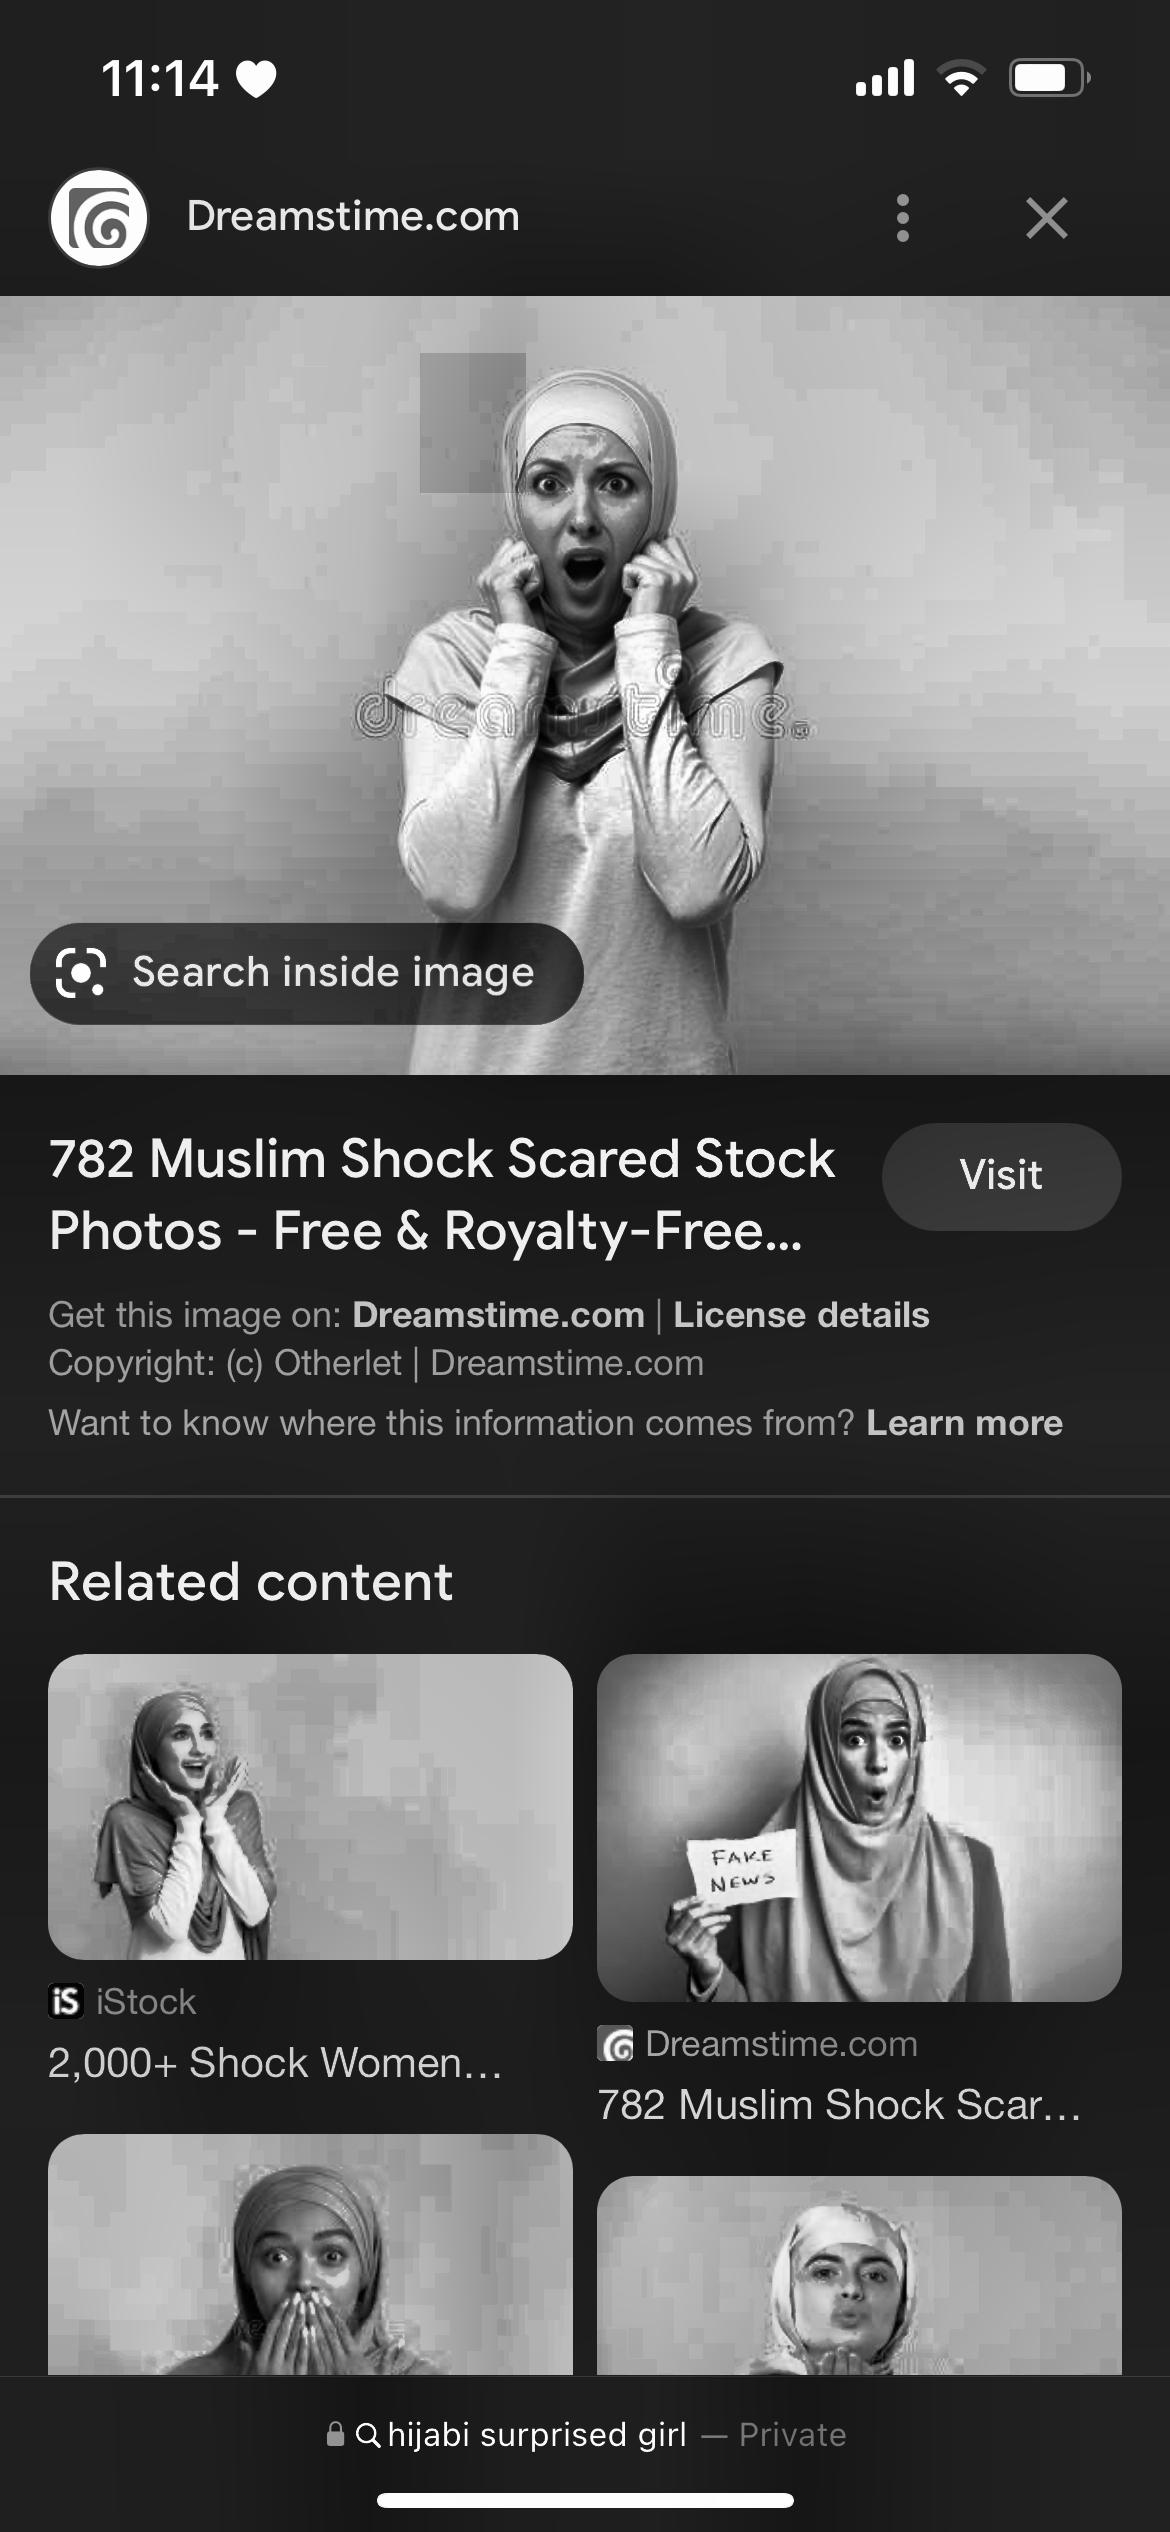 11:14
Dreamstime.com
dreamstime.
Search inside image
782 Muslim Shock Scared Stock
Photos - Free & Royalty-Free...
Visit
Get this image on: Dreamstime.com | License details
Copyright: (c) Otherlet | Dreamstime.com
Want to know where this information comes from? Learn more
Related content
iS iStock
2,000+ Shock Women...
FAKE
NEWS
Dreamstime.com
782 Muslim Shock Scar...
hijabi surprised girl — Private